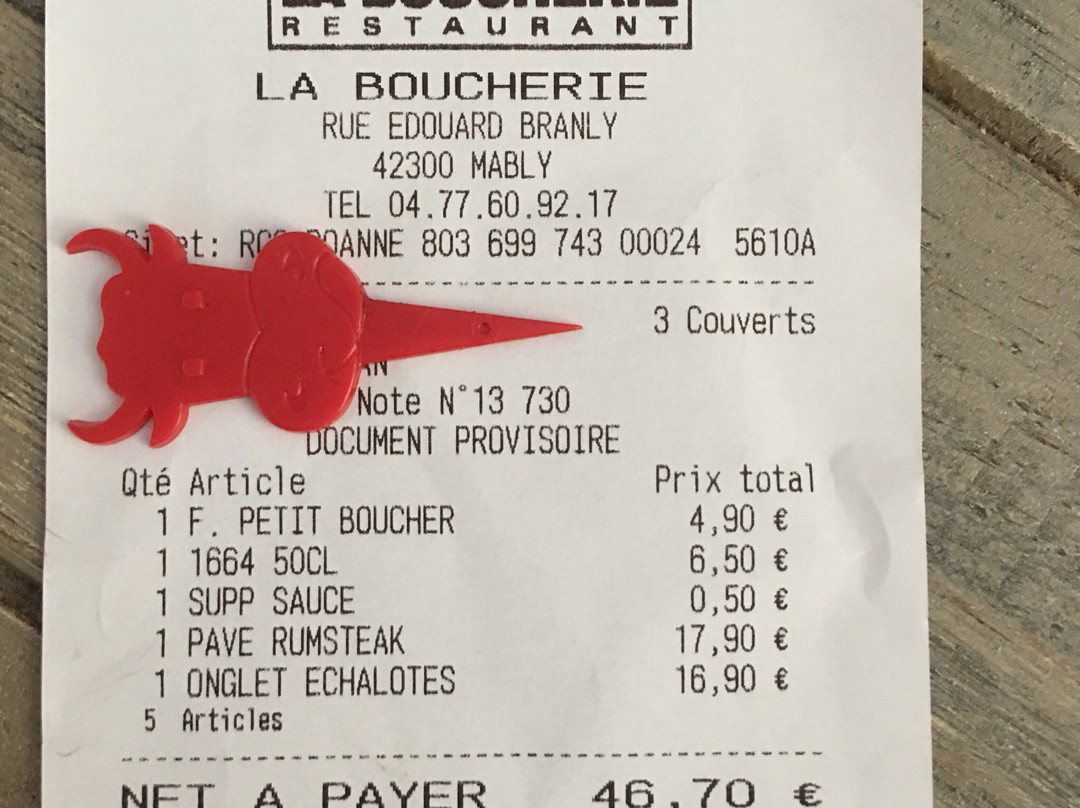 LA BOUCHERIE
RESTAURANT
LA BOUCHERIE
RUE EDOUARD BRANLY
42300 MABLY
TEL 04.77.60.92.17
ROANNE 803 699 743 00024 5610A
3 Couverts
Note N°13 730
DOCUMENT PROVISOIRE
Qté Article Prix total
1 F. PETIT BOUCHER 4,90 €
1 1664 50CL 6,50 €
1 SUPP SAUCE 0,50 €
1 PAVE RUMSTEAK 17,90 €
1 ONGLET ECHALOTES 16,90 €
5 Articles
NET A PAYER 46,70 €